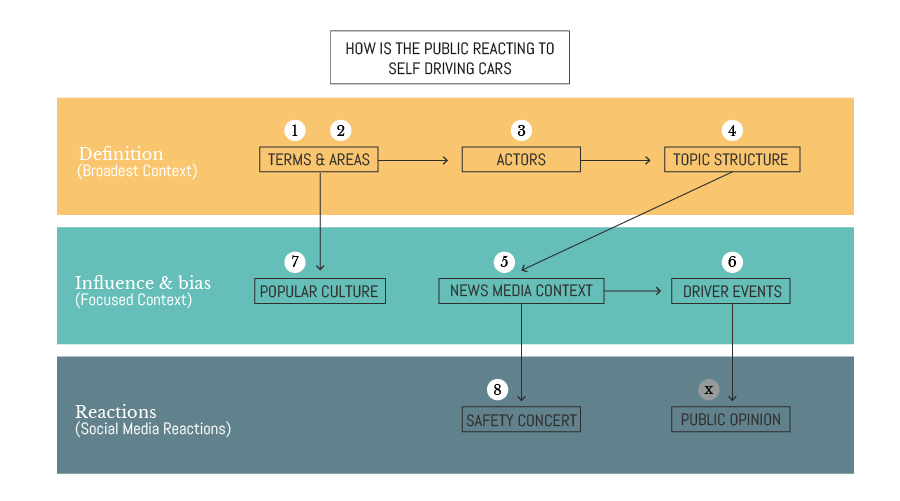 HOW IS THE PUBLIC REACTING TO
SELF DRIVING CARS
Definition
(Broadest Context)
1 2
TERMS & AREAS
3
ACTORS
4
TOPIC STRUCTURE
Influence & bias
(Focused Context)
7
POPULAR CULTURE
5
NEWS MEDIA CONTEXT
6
DRIVER EVENTS
Reactions
(Social Media Reactions)
8
SAFETY CONCERT
x
PUBLIC OPINION